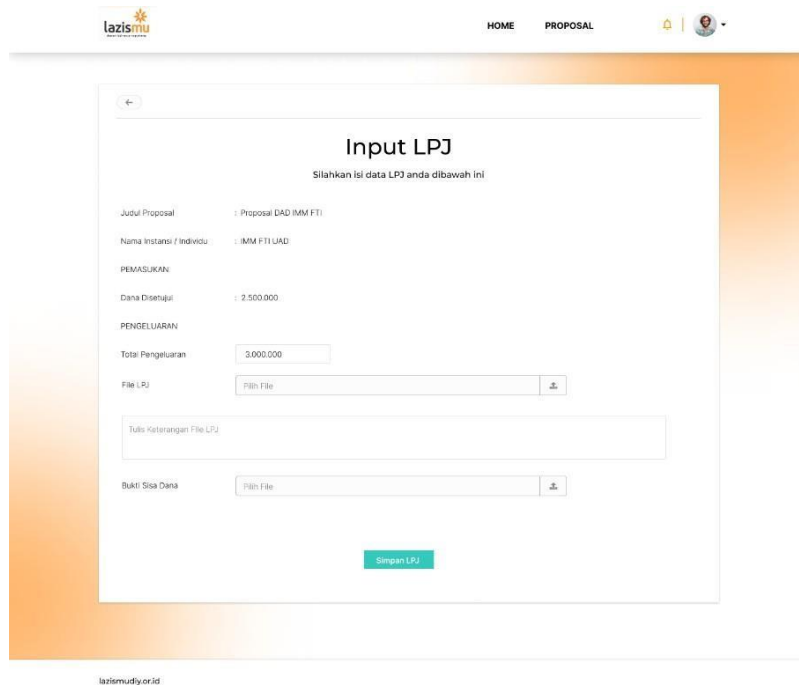 lazismu
HOME PROPOSAL
Input LPJ
Silahkan isi data LPJ anda dibawah ini
Judul Proposal : Proposal DAD IMM FTI
Nama Instansi / Individu : IMM FTI UAD
PEMASUKAN
Dana Disetujui : 2.500.000
PENGELUARAN
Total Pengeluaran 3.000.000
File LPJ Pilih File
Tulis Keterangan File LPJ
Bukti Sisa Dana Pilih File
Simpan LPJ
lazismudiy.or.id